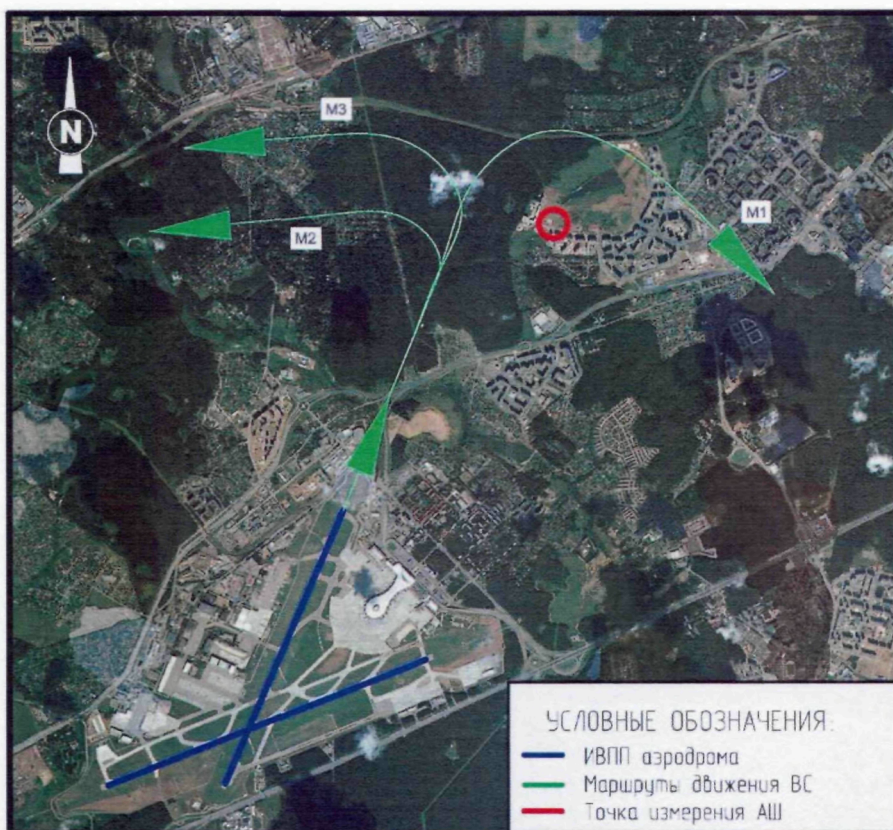 M3
N
M1
M2
УСЛОВНЫЕ ОБОЗНАЧЕНИЯ:
ИВПП аэродрома
Маршруты движения ВС
Точка измерения АШ